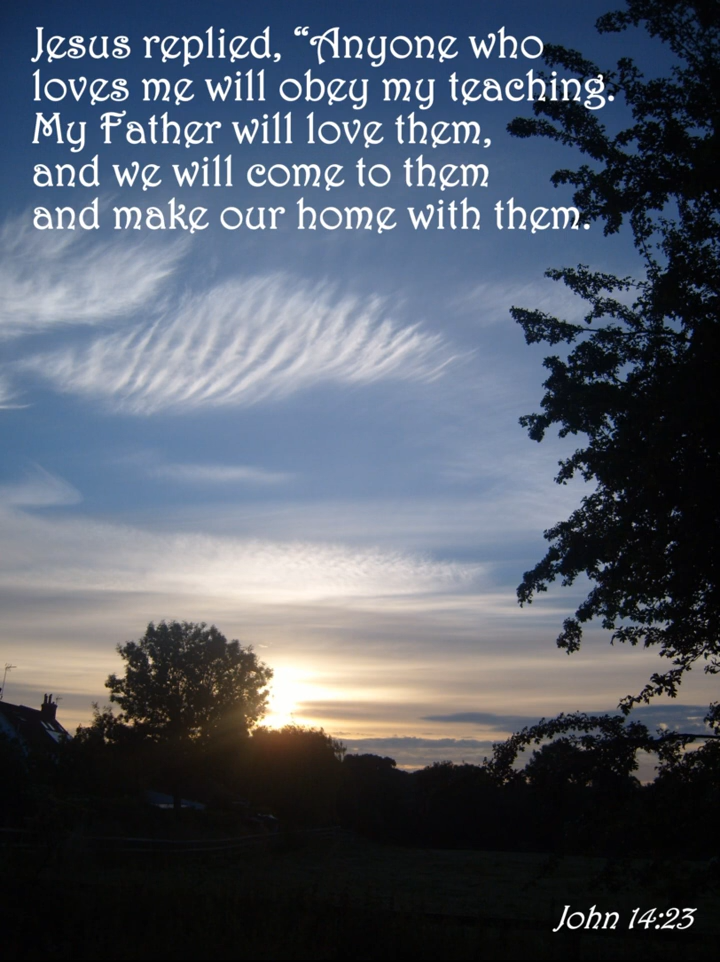 Jesus replied, “Anyone who
loves me will obey my teaching.
My Father will love them,
and we will come to them
and make our home with them.
John 14:23